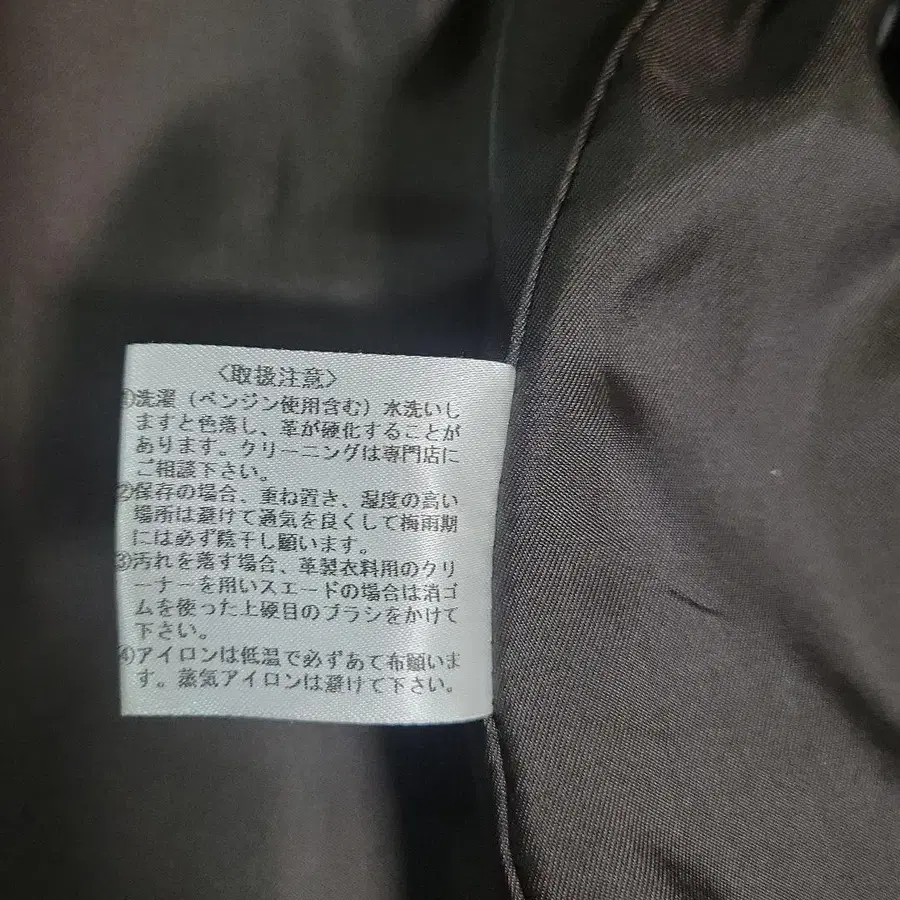 〈取扱注意〉
①洗濯（ベンジン使用含む）水洗いし
ますと色落し、革が硬化することが
あります。クリーニングは専門店に
ご相談下さい。
②保存の場合、重ね置き、湿度の高い
場所は避けて通気を良くして梅雨期
には必ず陰干し願います。
③汚れを落す場合、革製衣料用のクリ
ーナーを用いスエードの場合は消ゴ
ムを使った上硬目のブラシをかけて
下さい。
④アイロンは低温で必ずあて布願いま
す。蒸気アイロンは避けて下さい。